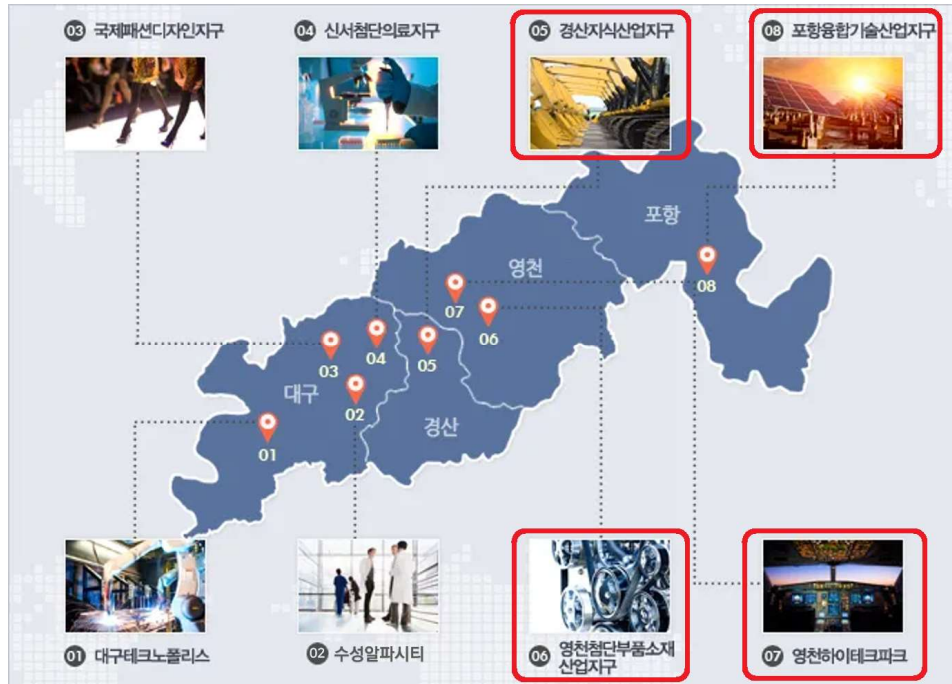 03 국제패션디자인지구
04 신서첨단의료지구
05 경산지식산업지구
08 포항융합기술산업지구
포항
영천
08
07
06
04
05
03
대구
02
경산
01
01 대구테크노폴리스
02 수성알파시티
06 영천첨단부품소재
산업지구
07 영천하이테크파크